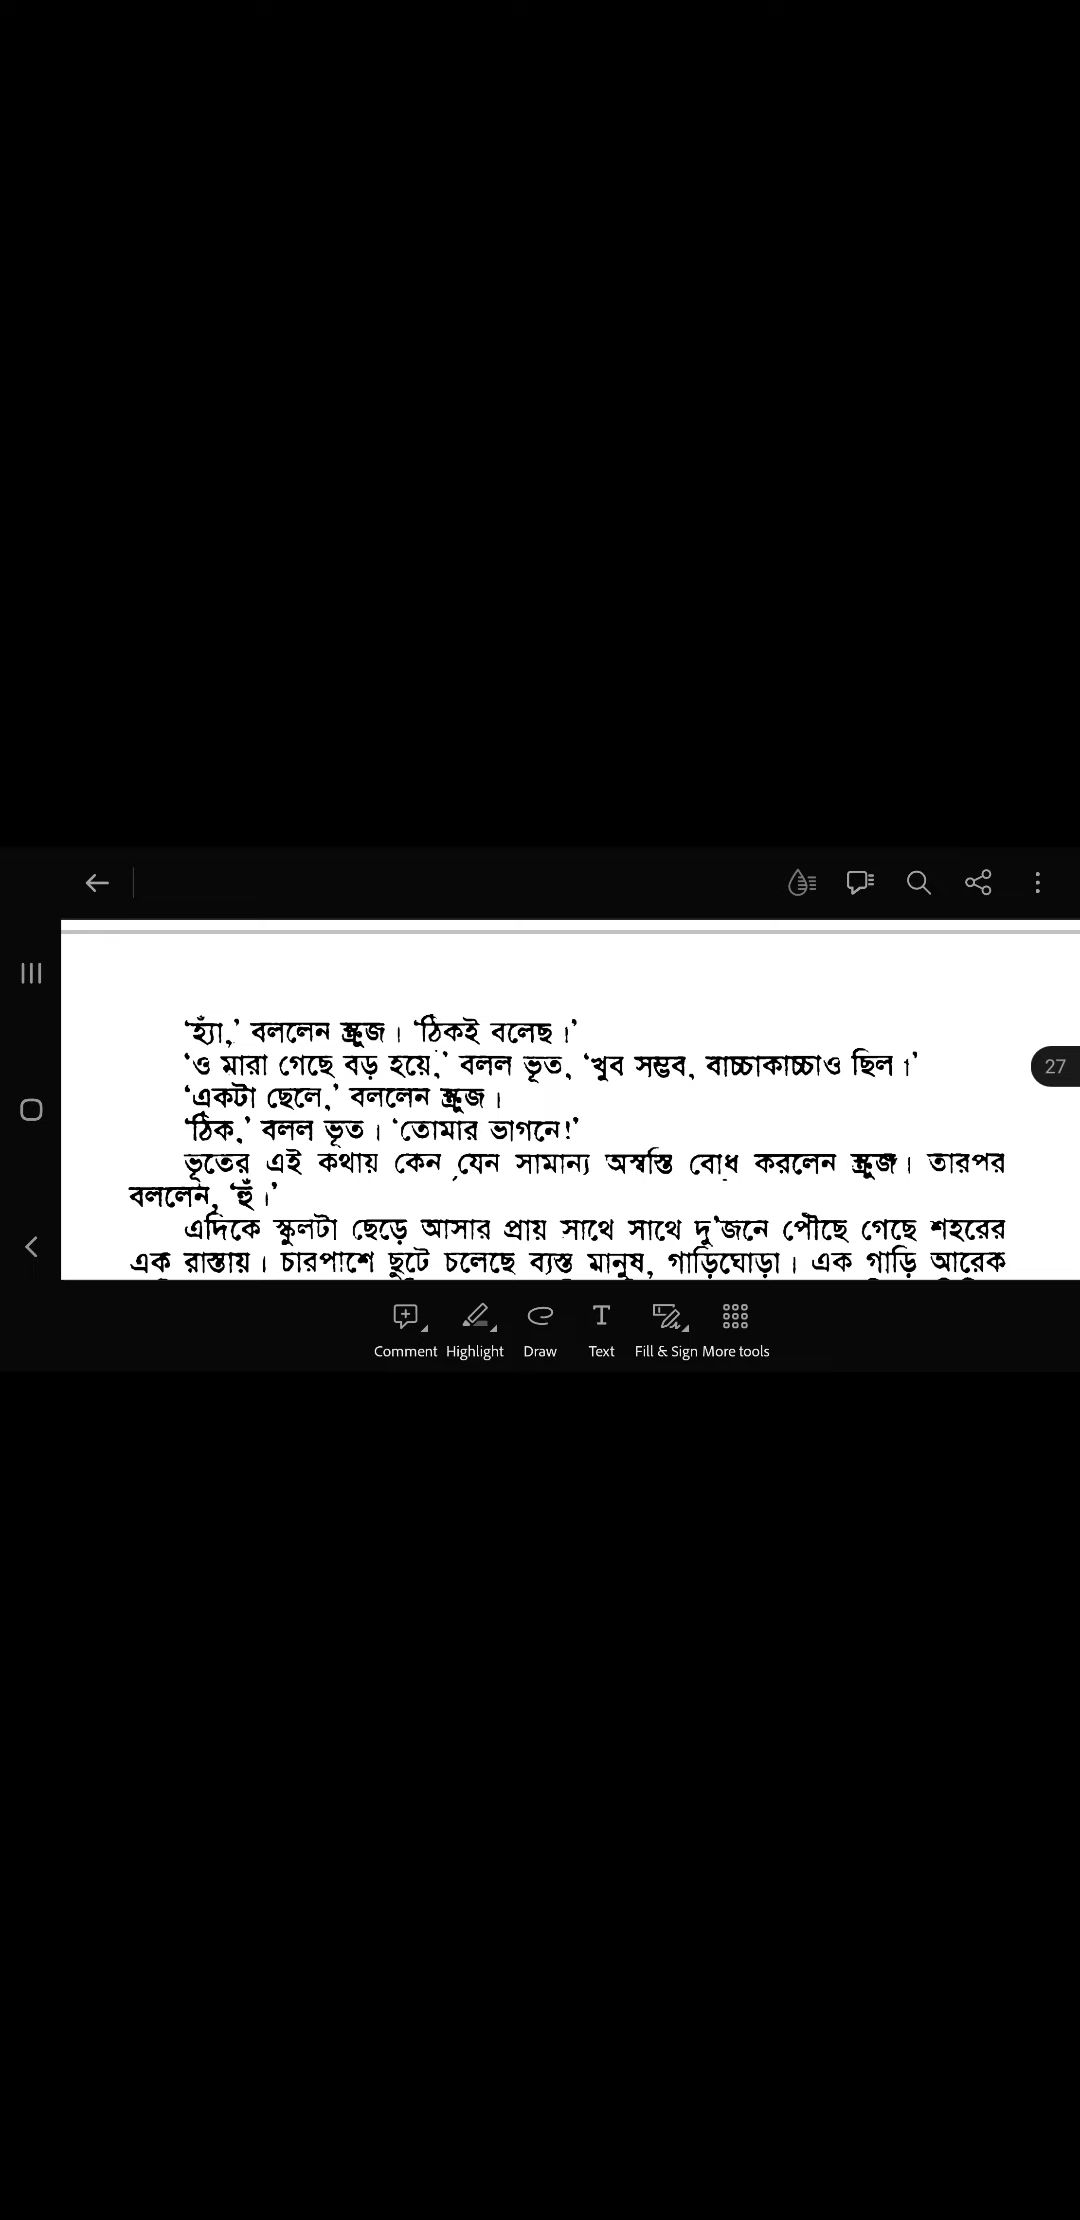 ‘হ্যাঁ,’ বললেন স্ক্রুজ। ‘ঠিকই বলেছ।’
‘ও মারা গেছে বড় হয়ে,’ বলল ভূত, ‘খুব সম্ভব, বাচ্চাকাচ্চাও ছিল।’
27
‘একটা ছেলে,’ বললেন স্ক্রুজ।
‘ঠিক,’ বলল ভূত। ‘তোমার ভাগনে!’
ভূতের এই কথায় কেন যেন সামান্য অস্বস্তি বোধ করলেন স্ক্রুজ। তারপর
বললেন, ‘হুঁ।’
এদিকে স্কুলটা ছেড়ে আসার প্রায় সাথে সাথে দু’জনে পৌঁছে গেছে শহরের
এক রাস্তায়। চারপাশে ছুটে চলেছে ব্যস্ত মানুষ, গাড়িঘোড়া। এক গাড়ি আরেক
Comment Highlight Draw Text Fill & Sign More tools